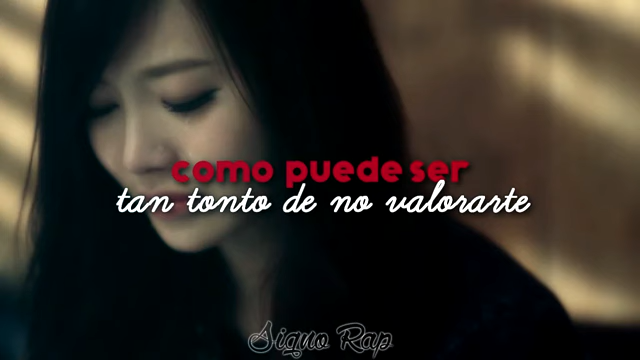 como puede ser
tan tonto de no valorarte
Signo Rap